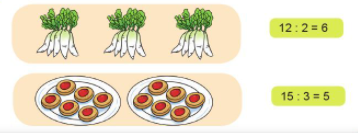 12 : 2 = 6
15 : 3 = 5